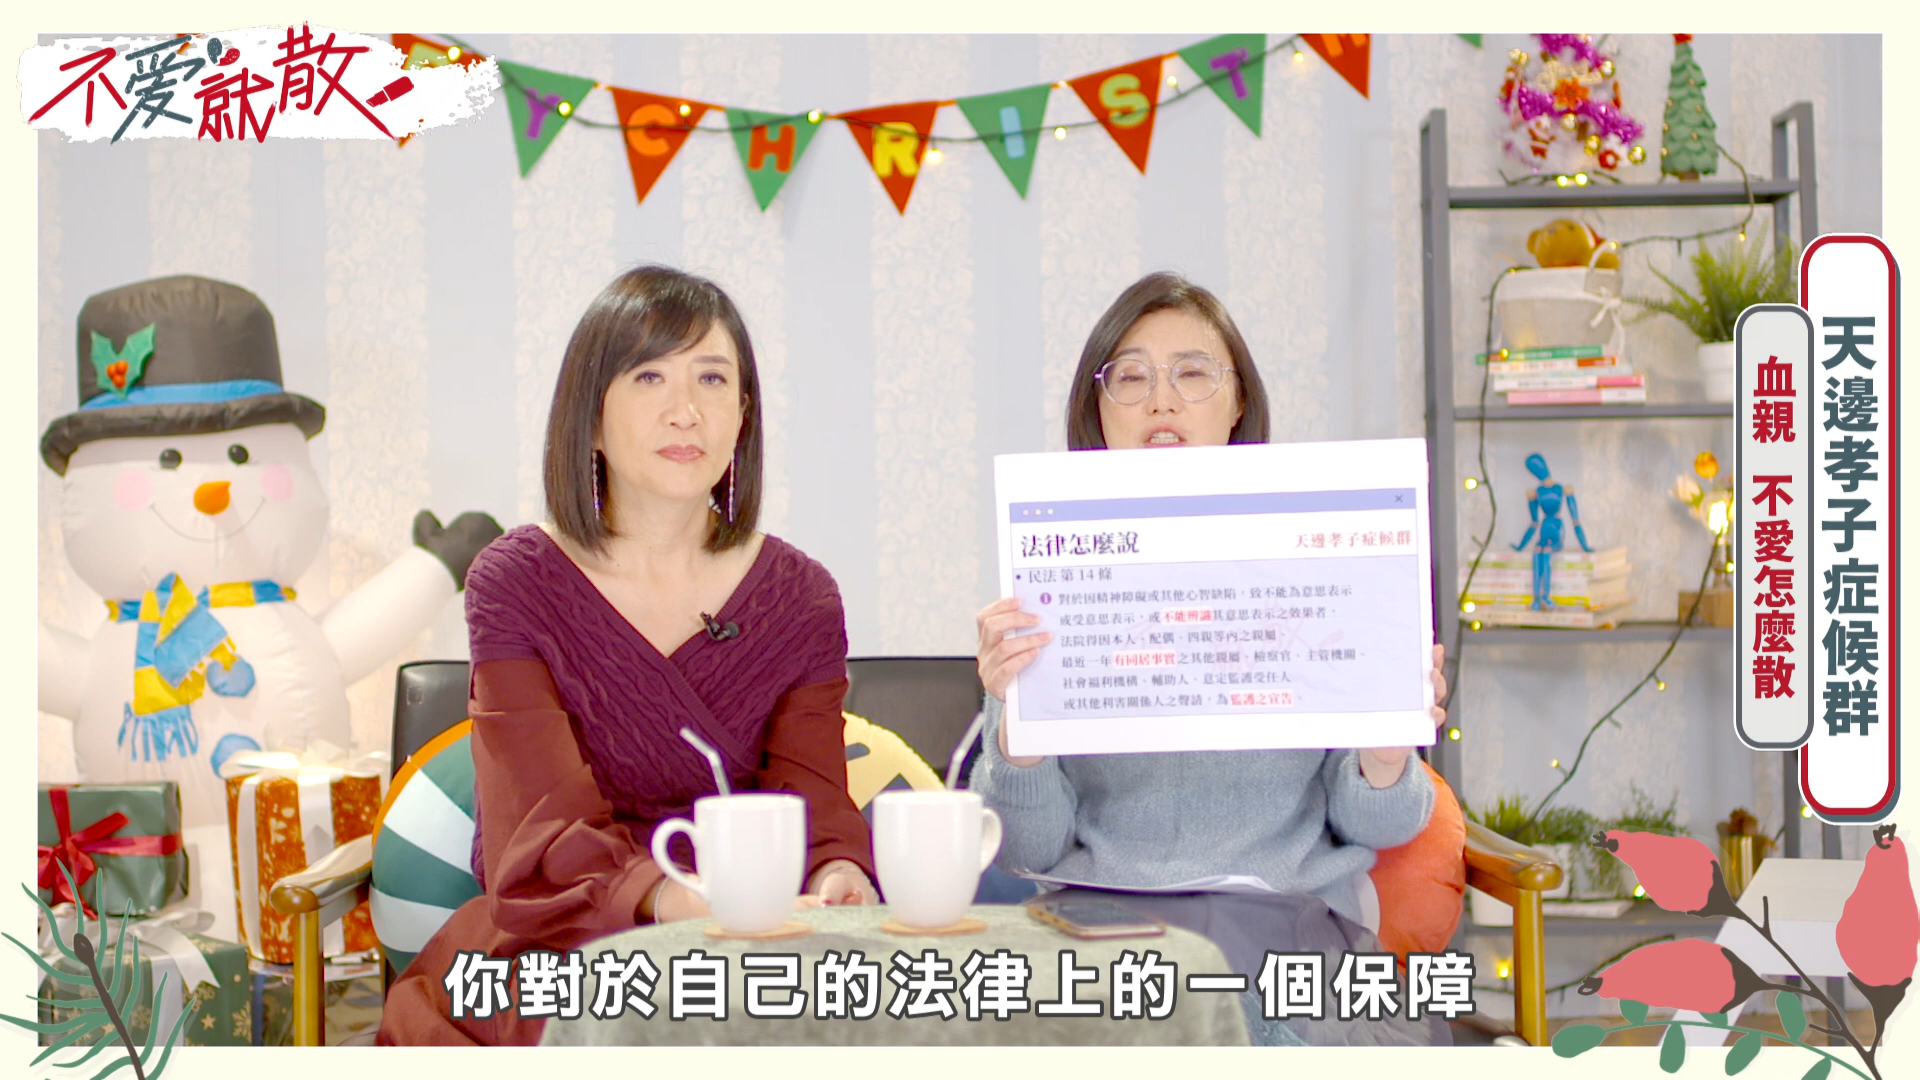 不愛就散
Y CHRIST
天邊孝子症候群
血親 不愛怎麼散
法律怎麼說
天邊孝子症候群
• 民法 第 14 條
1 對於因精神障礙或其他心智缺陷，致不能為意思表示
或受意思表示，或不能辨識其意思表示之效果者，
法院得因本人、配偶、四親等內之親屬、
最近一年有同居事實之其他親屬、檢察官、主管機關、
社會福利機構、輔助人、意定監護受任人
或其他利害關係人之聲請，為監護之宣告。
你對於自己的法律上的一個保障